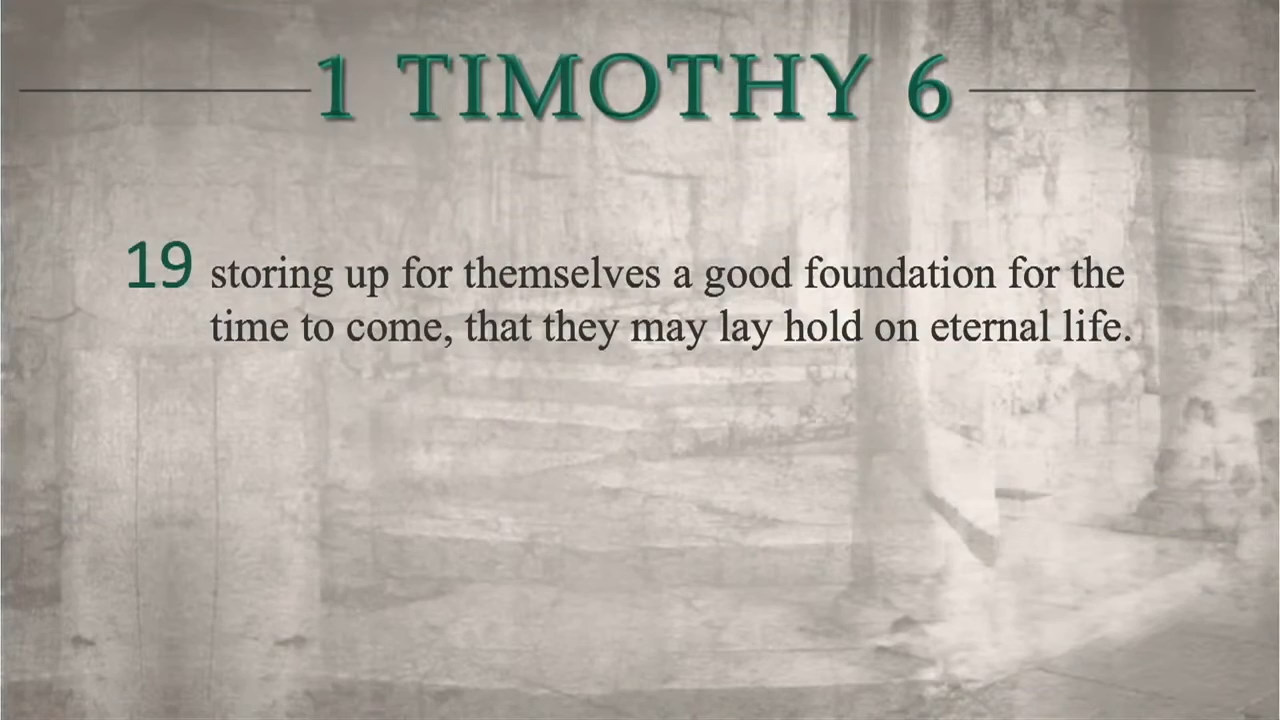 1 TIMOTHY 6
19 storing up for themselves a good foundation for the
time to come, that they may lay hold on eternal life.